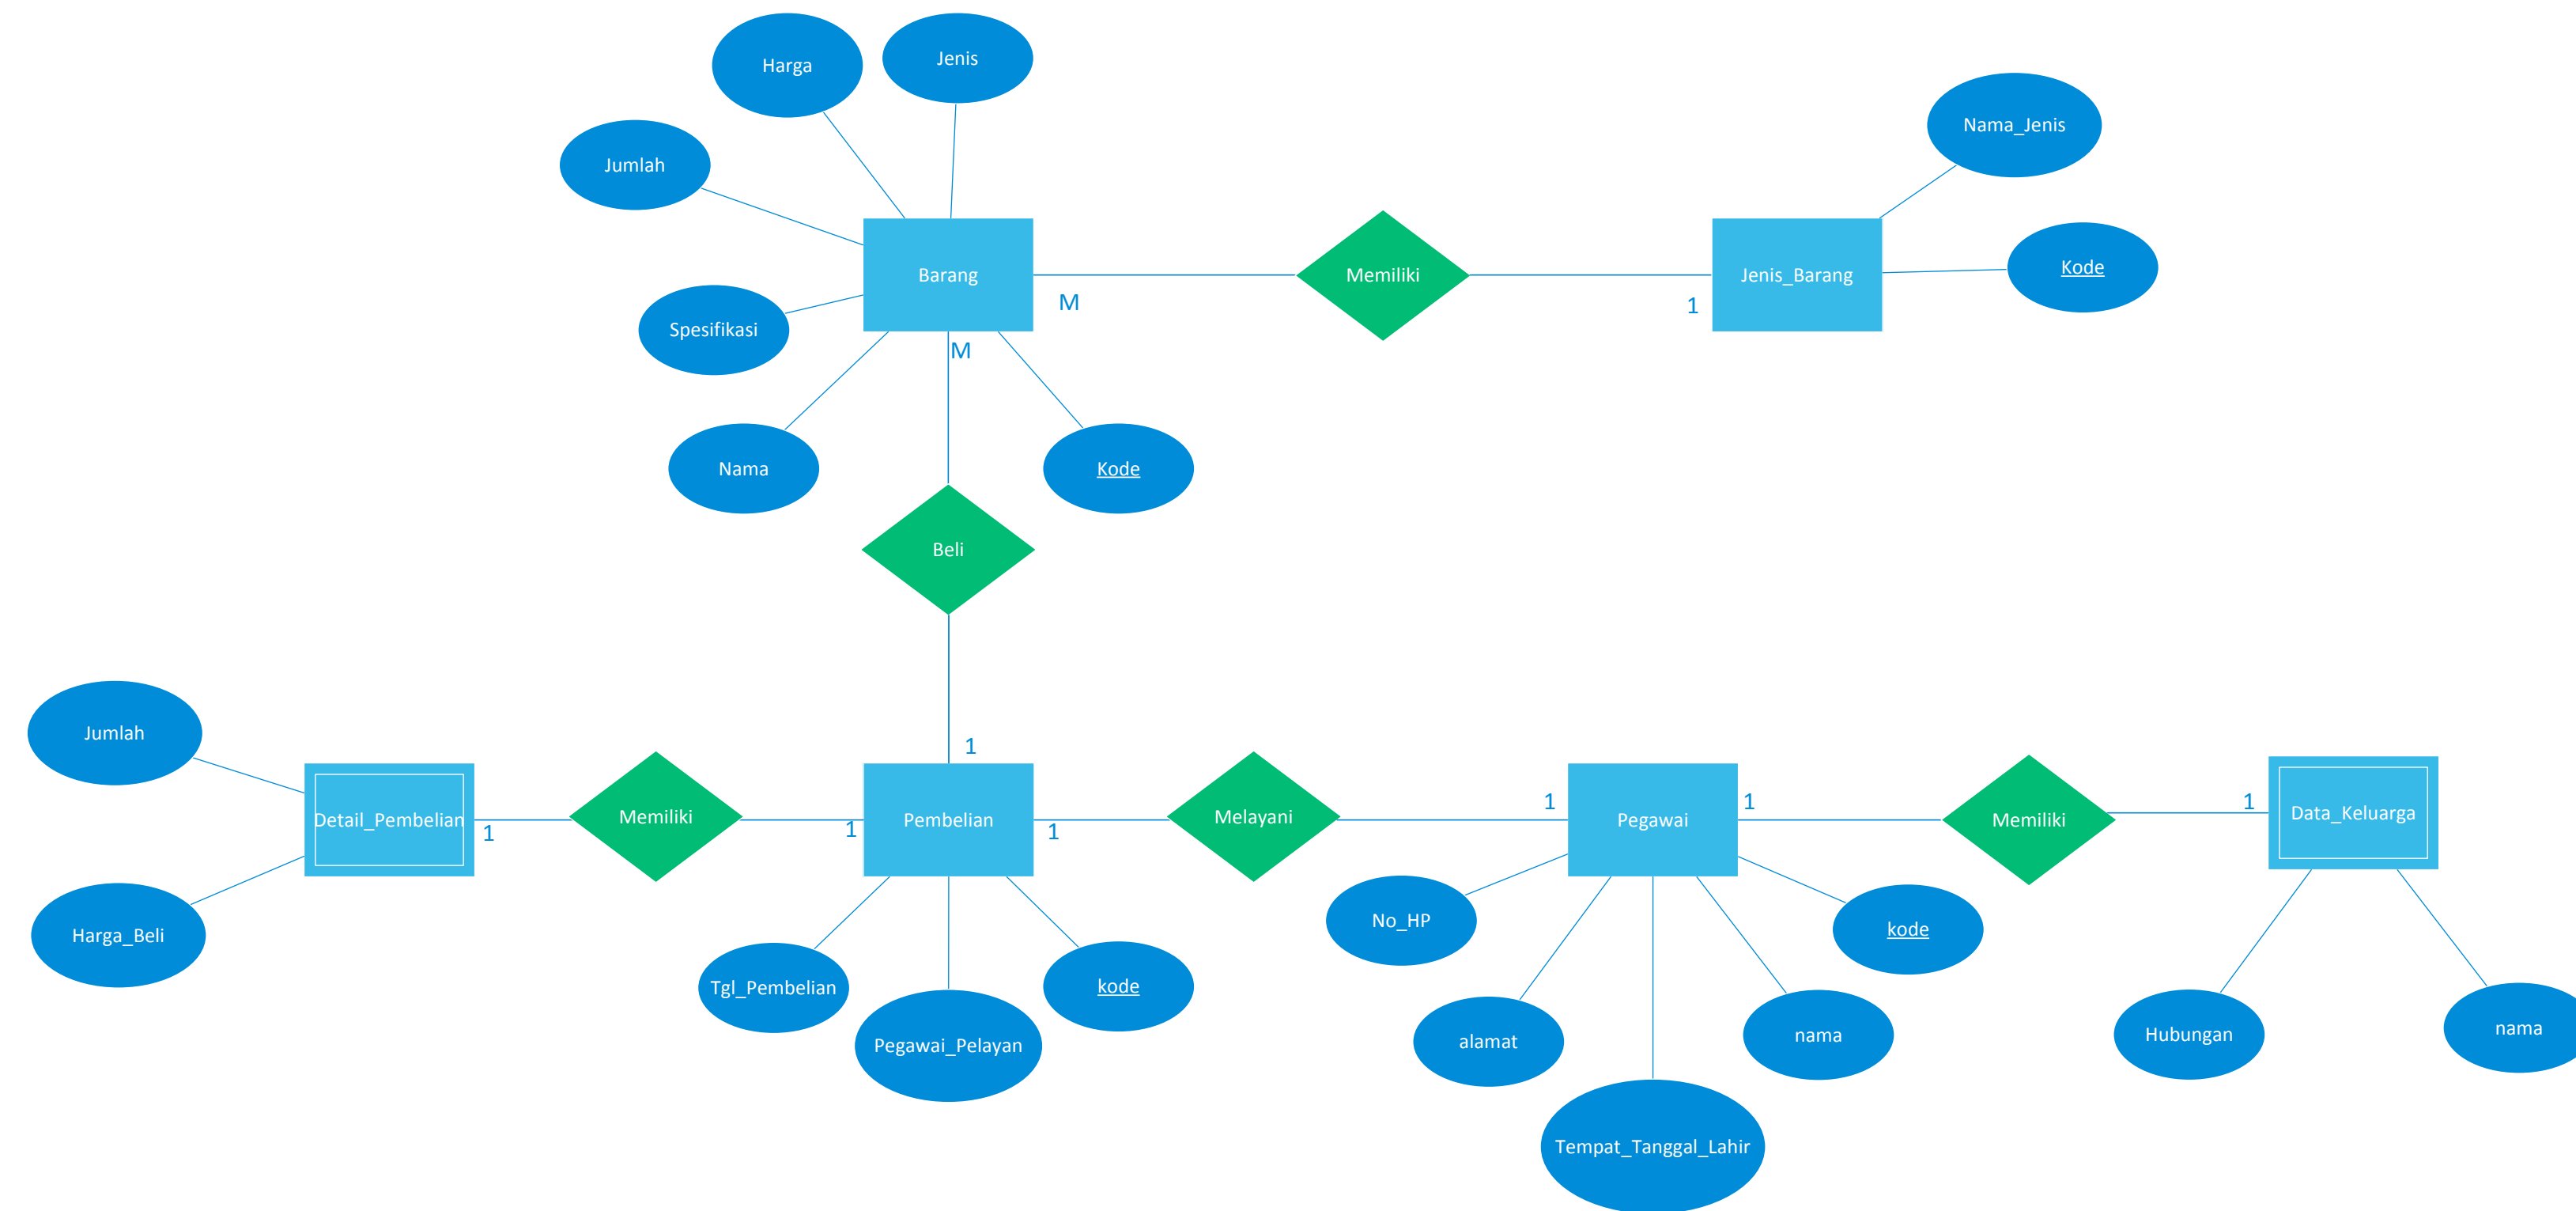 Harga
Jenis
Nama_Jenis
Jumlah
Barang
Memiliki
Jenis_Barang
Kode
M
1
Spesifikasi
M
Nama
Kode
Beli
1
Jumlah
Detail_Pembelian
1
Memiliki
1
Pembelian
1
Melayani
1
Pegawai
1
Memiliki
1
Data_Keluarga
Harga_Beli
No_HP
kode
Tgl_Pembelian
Pegawai_Pelayan
kode
alamat
nama
Hubungan
nama
Tempat_Tanggal_Lahir